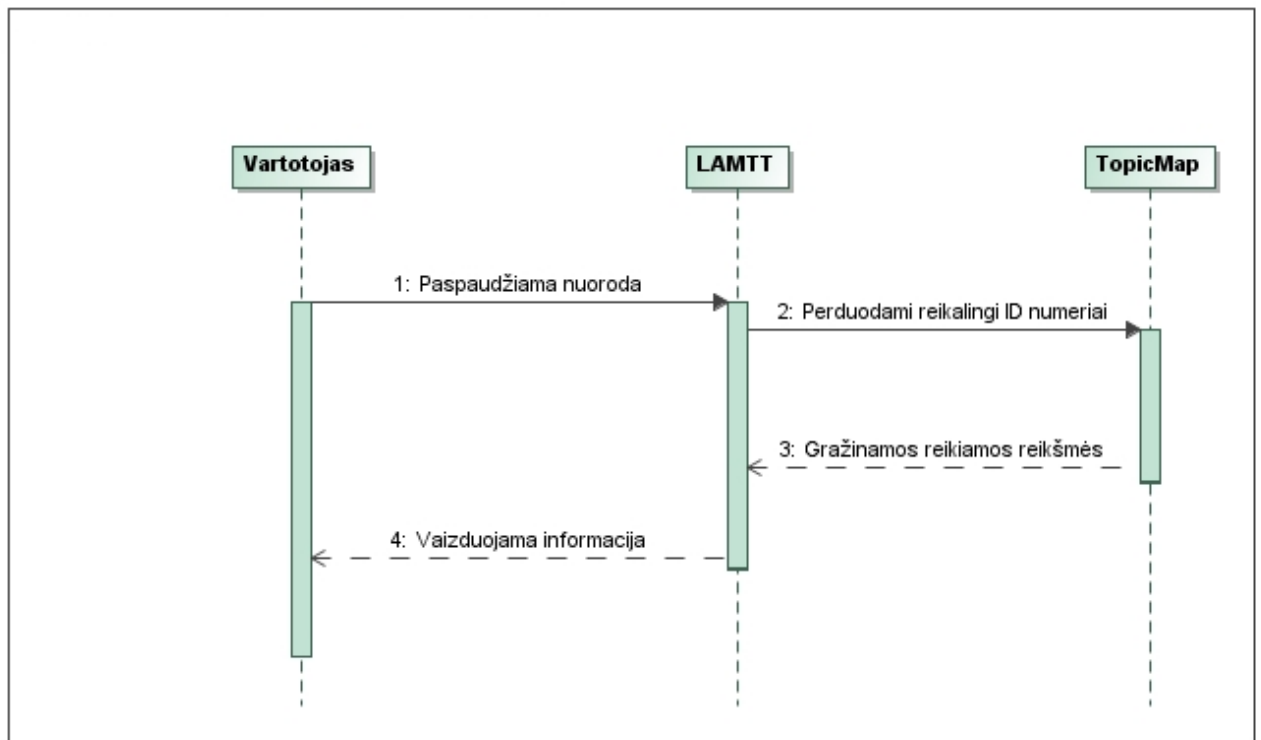 Vartotojas
LAMTT
TopicMap
1: Paspaudžiama nuoroda
2: Perduodami reikalingi ID numeriai
3: Gražinamos reikiamos reikšmės
4: Vaizduojama informacija